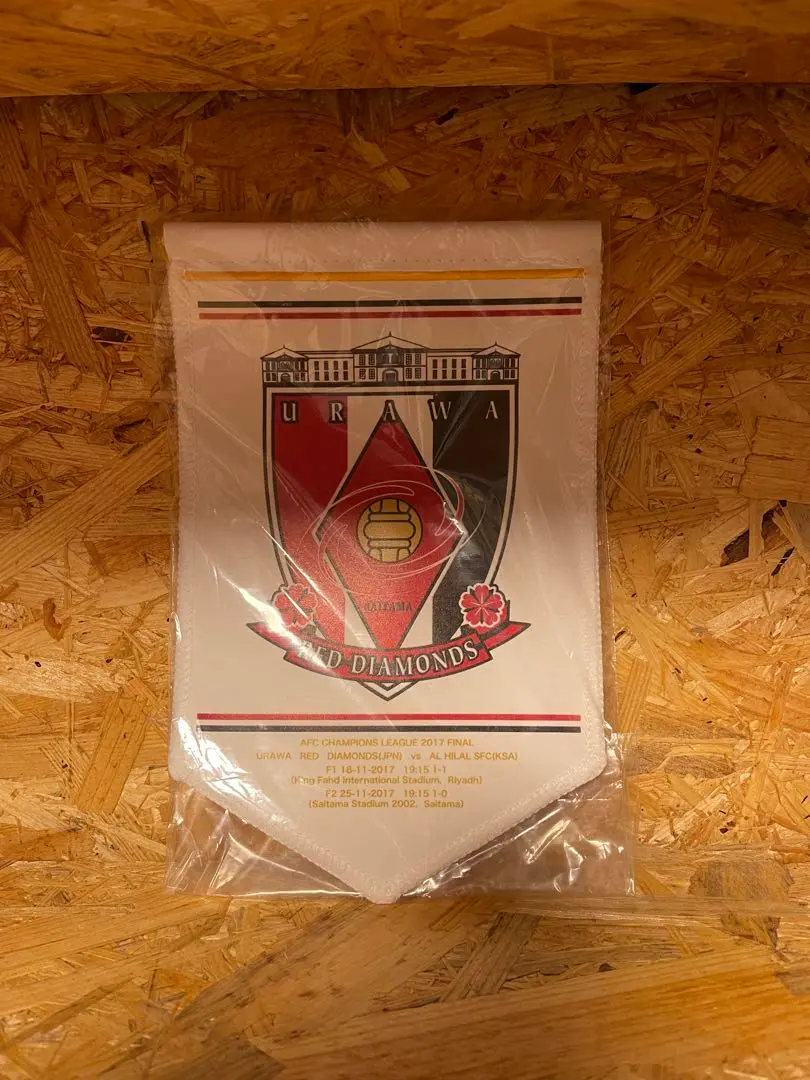 URAWA
SAITAMA
RED DIAMONDS
AFC CHAMPIONS LEAGUE 2017 FINAL
URAWA RED DIAMONDS(JPN) vs AL HILAL SFC(KSA)
F1 18-11-2017 19:15 1-1
(King Fahd International Stadium, Riyadh)
F2 25-11-2017 19:15 1-0
(Saitama Stadium 2002, Saitama)